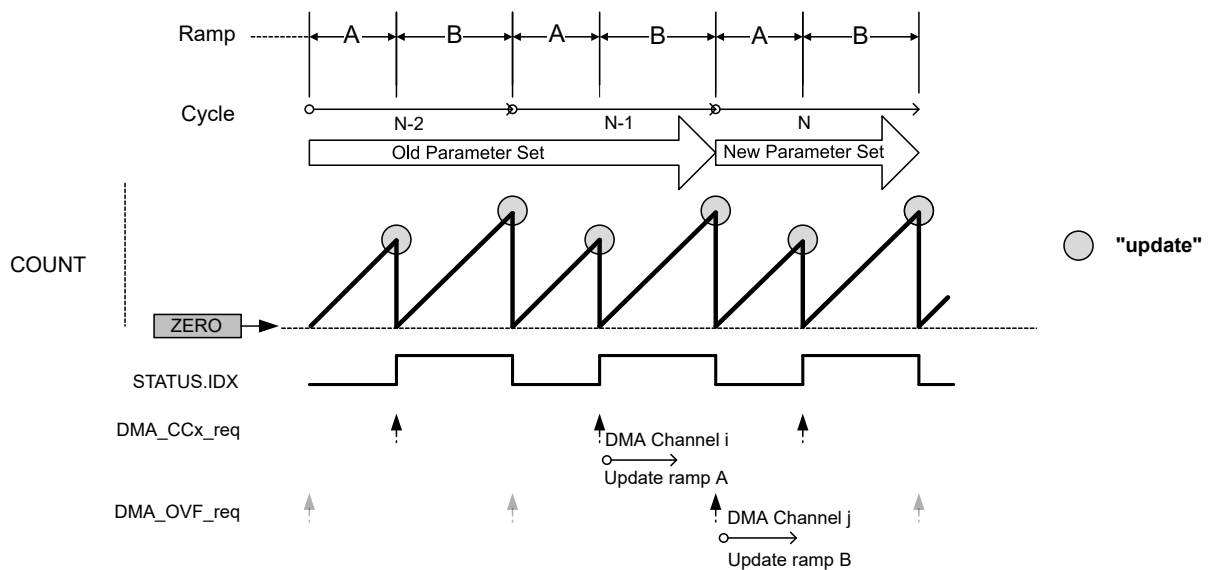 Ramp A B A B A B
Cycle
N-2 N-1 N
Old Parameter Set New Parameter Set
"update"
COUNT
ZERO
STATUS.IDX
DMA_CCx_req
DMA Channel i
Update ramp A
DMA_OVF_req
DMA Channel j
Update ramp B